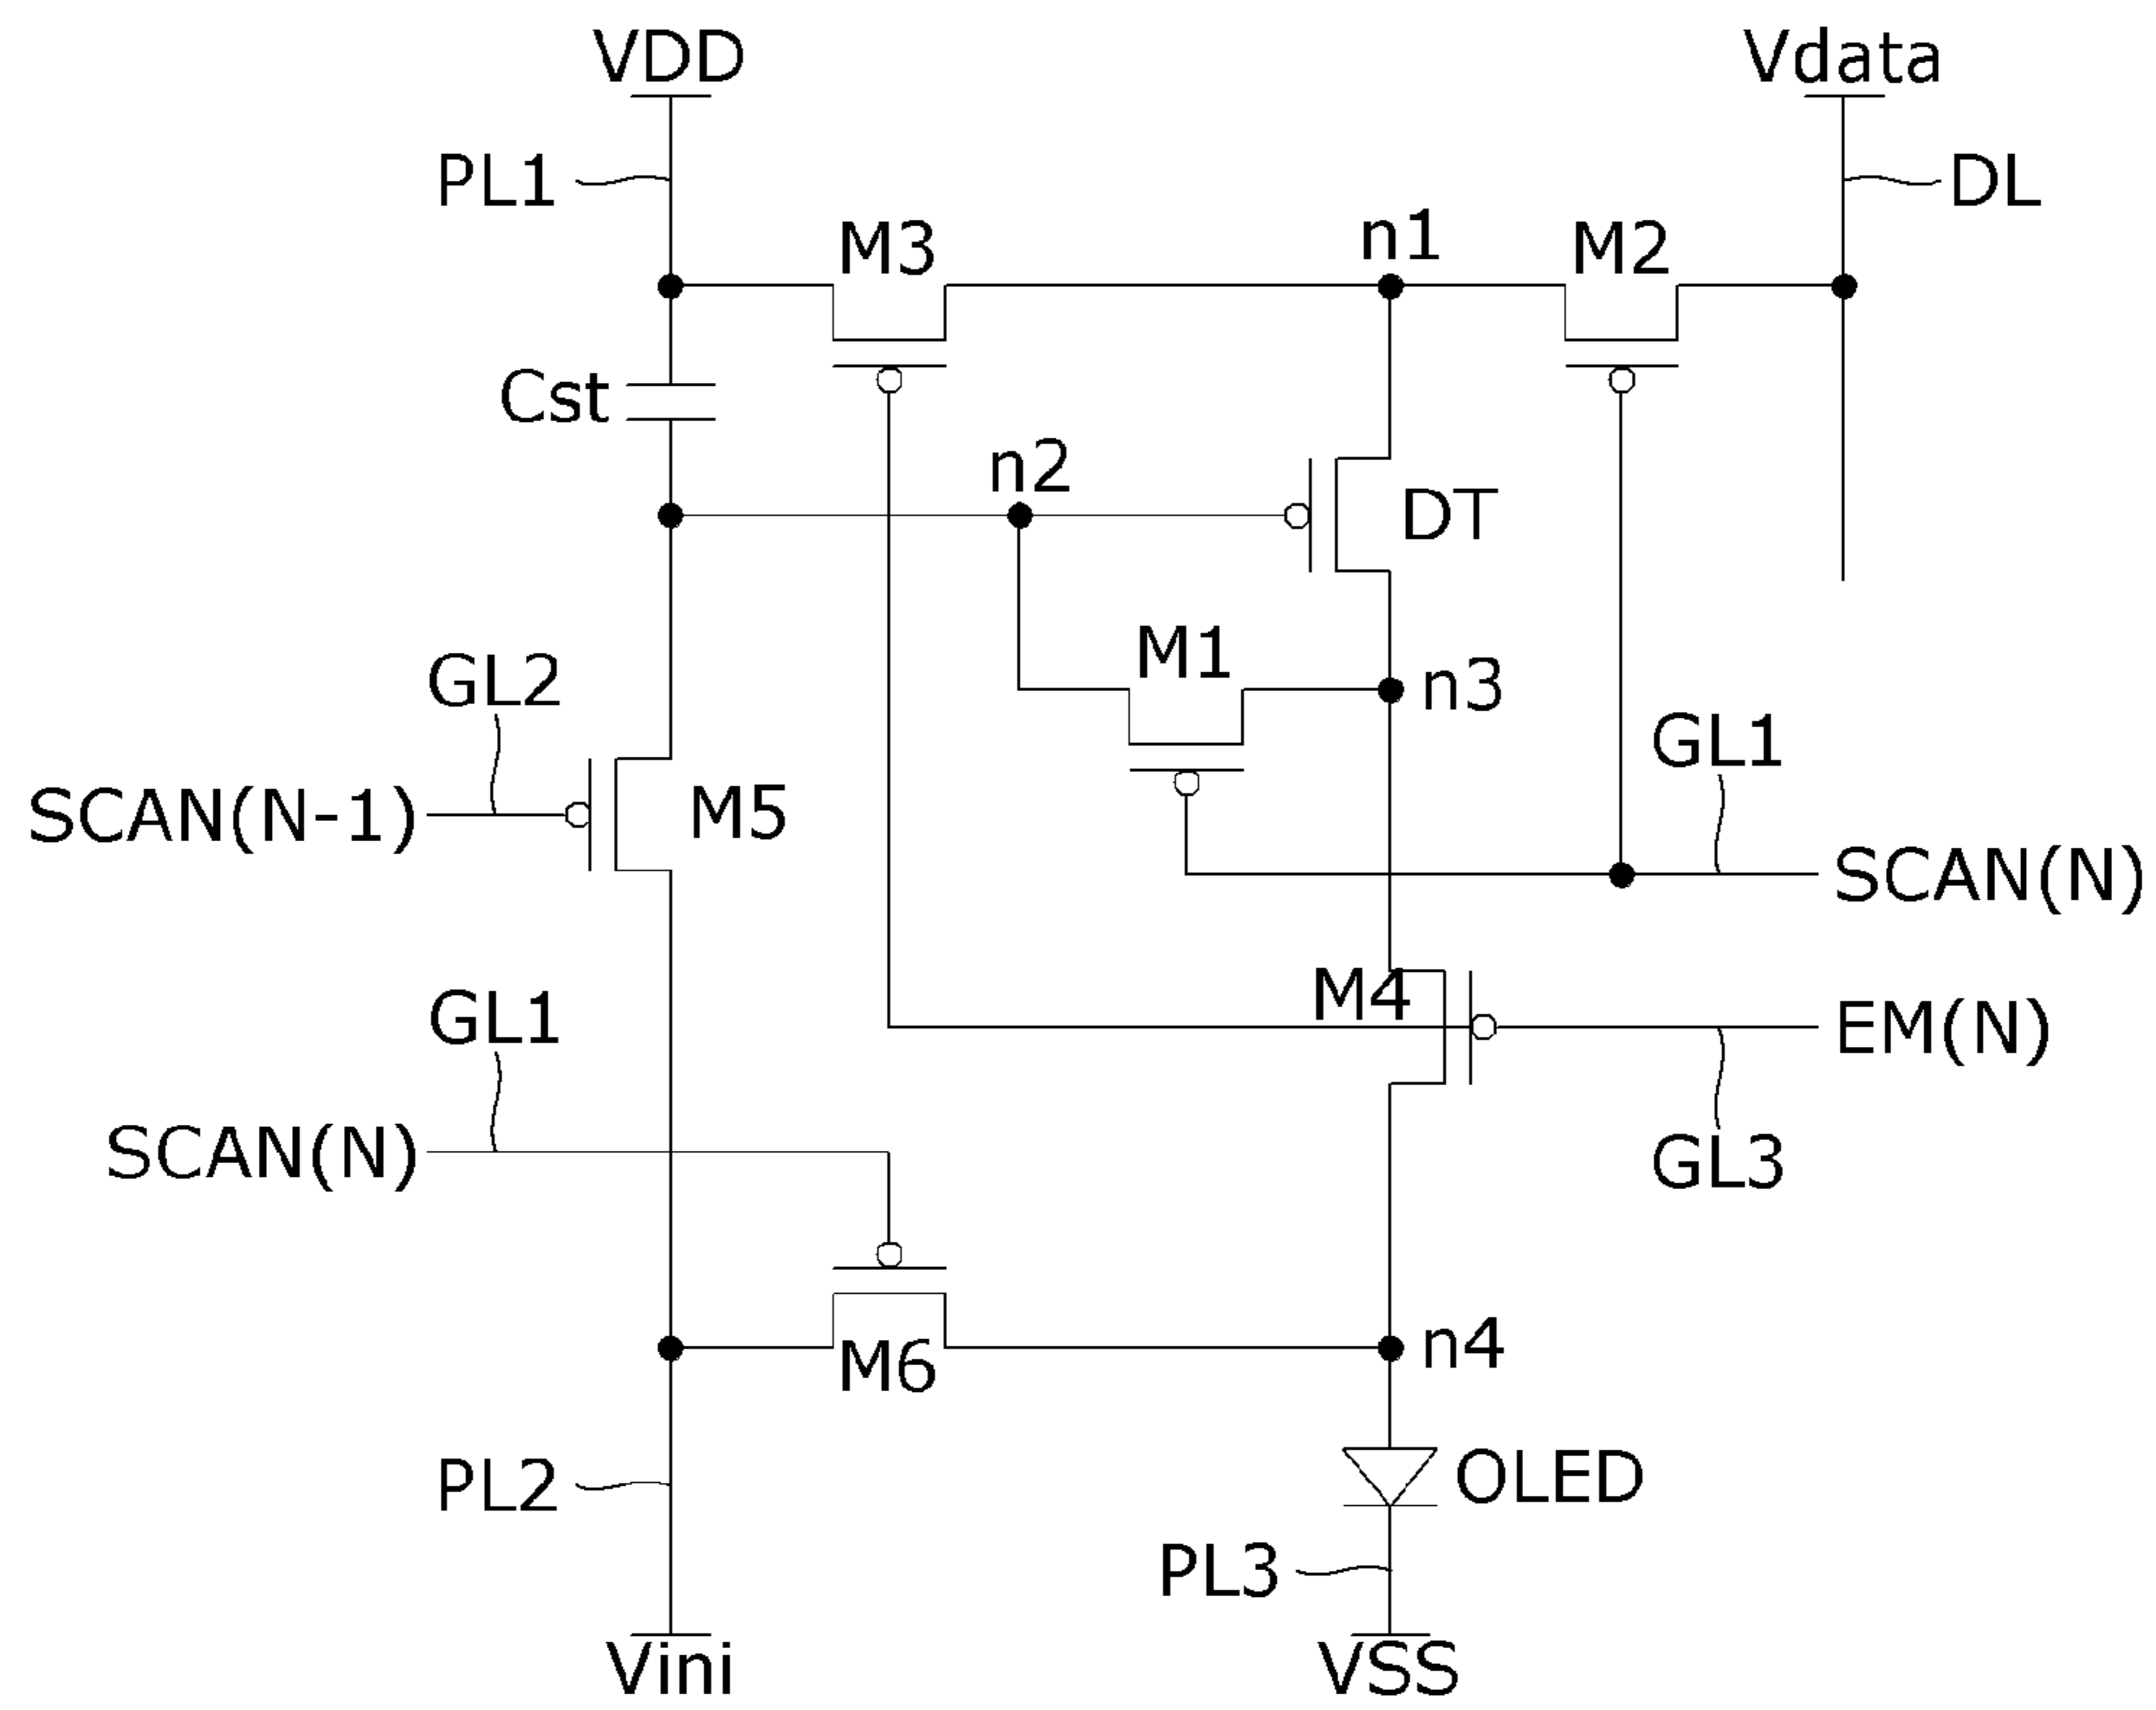 VDD
Vdata
PL1
DL
M3
n1
M2
Cst
n2
DT
M1
n3
GL2
GL1
SCAN(N-1)
M5
SCAN(N)
M4
GL1
EM(N)
SCAN(N)
GL3
n4
M6
PL2
OLED
PL3
Vini
VSS